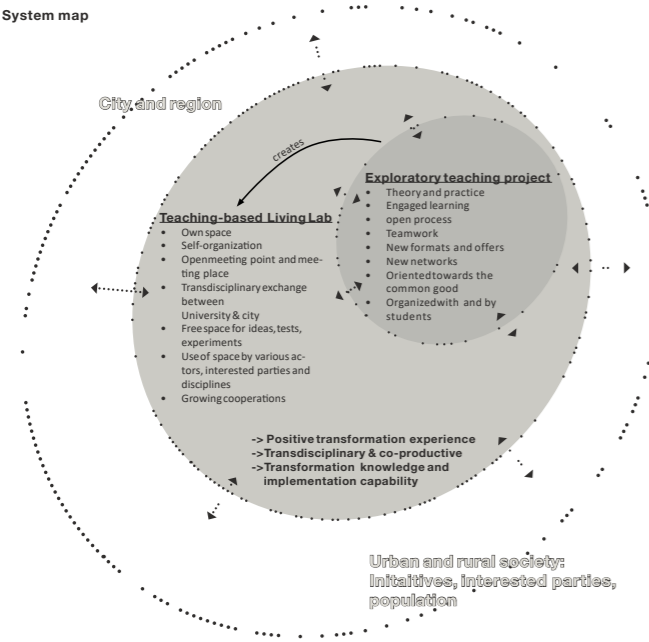 System map
City and region
creates
Exploratory teaching project
• Theory and practice
• Engaged learning
• open process
• Teamwork
• New formats and offers
• New networks
• Oriented towards the
common good
• Organized with and by
students
Teaching-based Living Lab
• Own space
• Self-organization
• Open meeting point and mee-
ting place
• Transdisciplinary exchange
between
University & city
• Free space for ideas, tests,
experiments
• Use of space by various ac-
tors, interested parties and
disciplines
• Growing cooperations
-> Positive transformation experience
->Transdisciplinary & co-productive
->Transformation knowledge and
implementation capability
Urban and rural society:
Initaitives, interested parties,
population